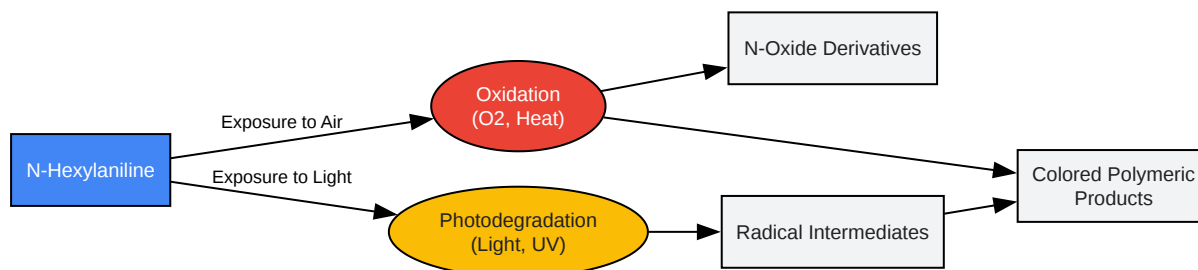 N-Hexylaniline
Exposure to Air
Exposure to Light
Oxidation
(O2, Heat)
Photodegradation
(Light, UV)
N-Oxide Derivatives
Radical Intermediates
Colored Polymeric
Products